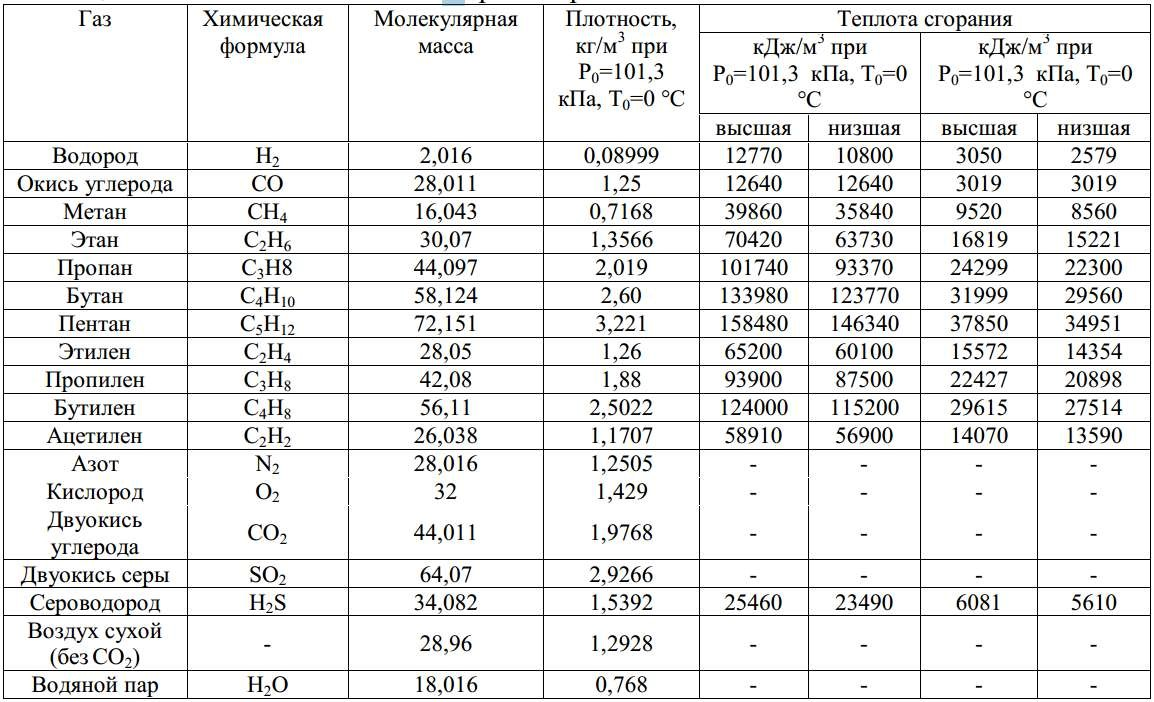 Газ Химическая формула Молекулярная масса Плотность, кг/м³ при P₀=101,3 кПа, T₀=0 °C Теплота сгорания
кДж/м³ при P₀=101,3 кПа, T₀=0 °C кДж/м³ при P₀=101,3 кПа, T₀=0 °C
высшая низшая высшая низшая
Водород H₂ 2,016 0,08999 12770 10800 3050 2579
Окись углерода CO 28,011 1,25 12640 12640 3019 3019
Метан CH₄ 16,043 0,7168 39860 35840 9520 8560
Этан C₂H₆ 30,07 1,3566 70420 63730 16819 15221
Пропан C₃H8 44,097 2,019 101740 93370 24299 22300
Бутан C₄H₁₀ 58,124 2,60 133980 123770 31999 29560
Пентан C₅H₁₂ 72,151 3,221 158480 146340 37850 34951
Этилен C₂H₄ 28,05 1,26 65200 60100 15572 14354
Пропилен C₃H₈ 42,08 1,88 93900 87500 22427 20898
Бутилен C₄H₈ 56,11 2,5022 124000 115200 29615 27514
Ацетилен C₂H₂ 26,038 1,1707 58910 56900 14070 13590
Азот N₂ 28,016 1,2505 - - - -
Кислород O₂ 32 1,429 - - - -
Двуокись углерода CO₂ 44,011 1,9768 - - - -
Двуокись серы SO₂ 64,07 2,9266 - - - -
Сероводород H₂S 34,082 1,5392 25460 23490 6081 5610
Воздух сухой (без CO₂) - 28,96 1,2928 - - - -
Водяной пар H₂O 18,016 0,768 - - - -